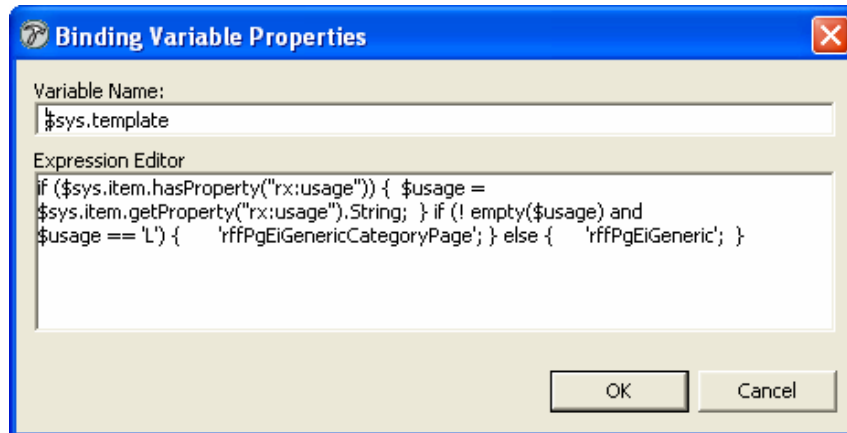 Binding Variable Properties
Variable Name:
$sys.template
Expression Editor
if ($sys.item.hasProperty("rx:usage")) {  $usage =
$sys.item.getProperty("rx:usage").String;  } if (! empty($usage) and
$usage == 'L') {      'rffPgEiGenericCategoryPage'; } else {      'rffPgEiGeneric';  }
OK
Cancel